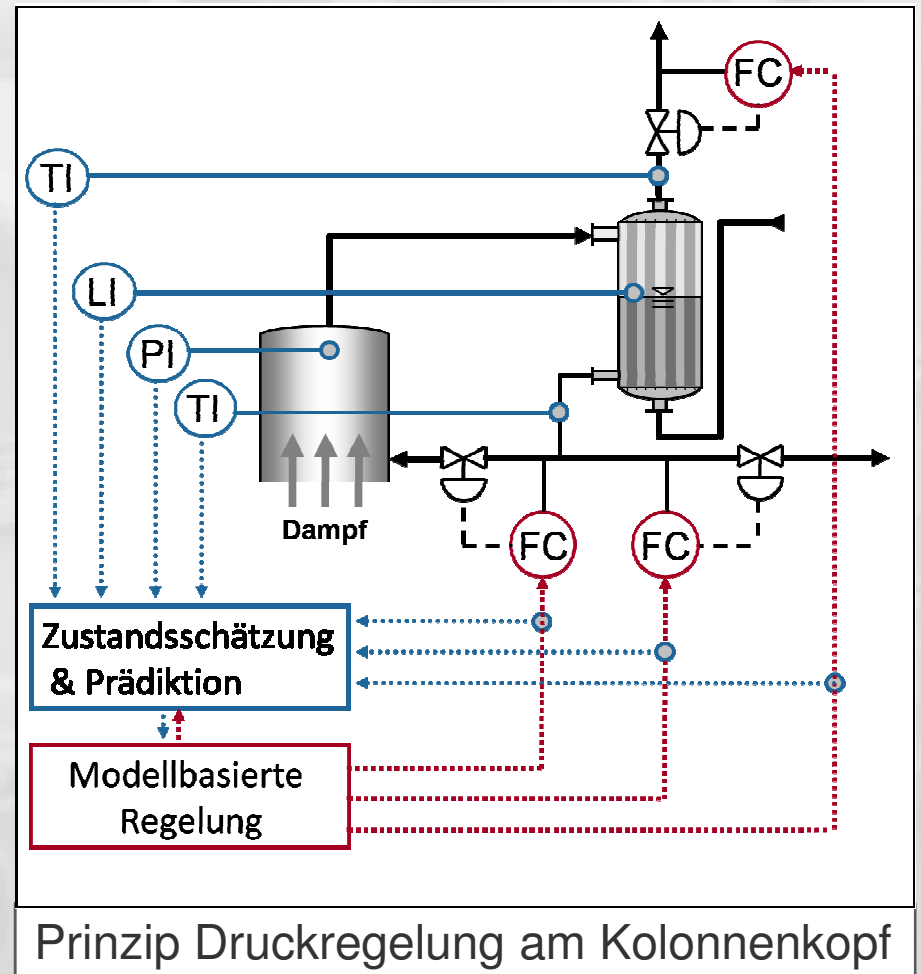 FC
TI
LI
PI
TI
Dampf
FC
FC
Zustandsschätzung
& Prädiktion
Modellbasierte
Regelung
Prinzip Druckregelung am Kolonnenkopf